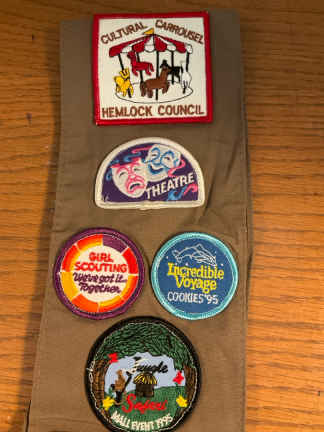 CULTURAL CARROUSEL
HEMLOCK COUNCIL
THEATRE
GIRL
SCOUTING
We've got it...
Together.
Incredible
Voyage
COOKIES '95
Jungle
Safari
MALL EVENT 1995